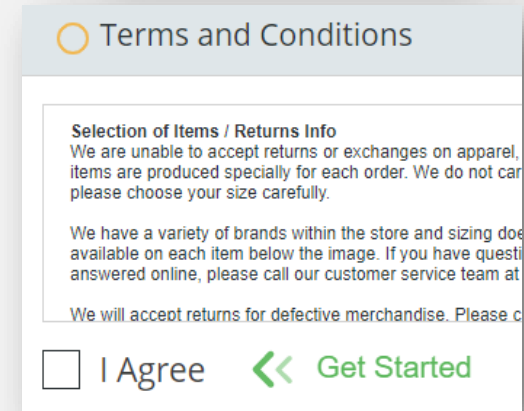 Terms and Conditions
Selection of Items / Returns Info
We are unable to accept returns or exchanges on apparel,
items are produced specially for each order. We do not car
please choose your size carefully.
We have a variety of brands within the store and sizing doe
available on each item below the image. If you have questi
answered online, please call our customer service team at
We will accept returns for defective merchandise. Please c
I Agree
Get Started